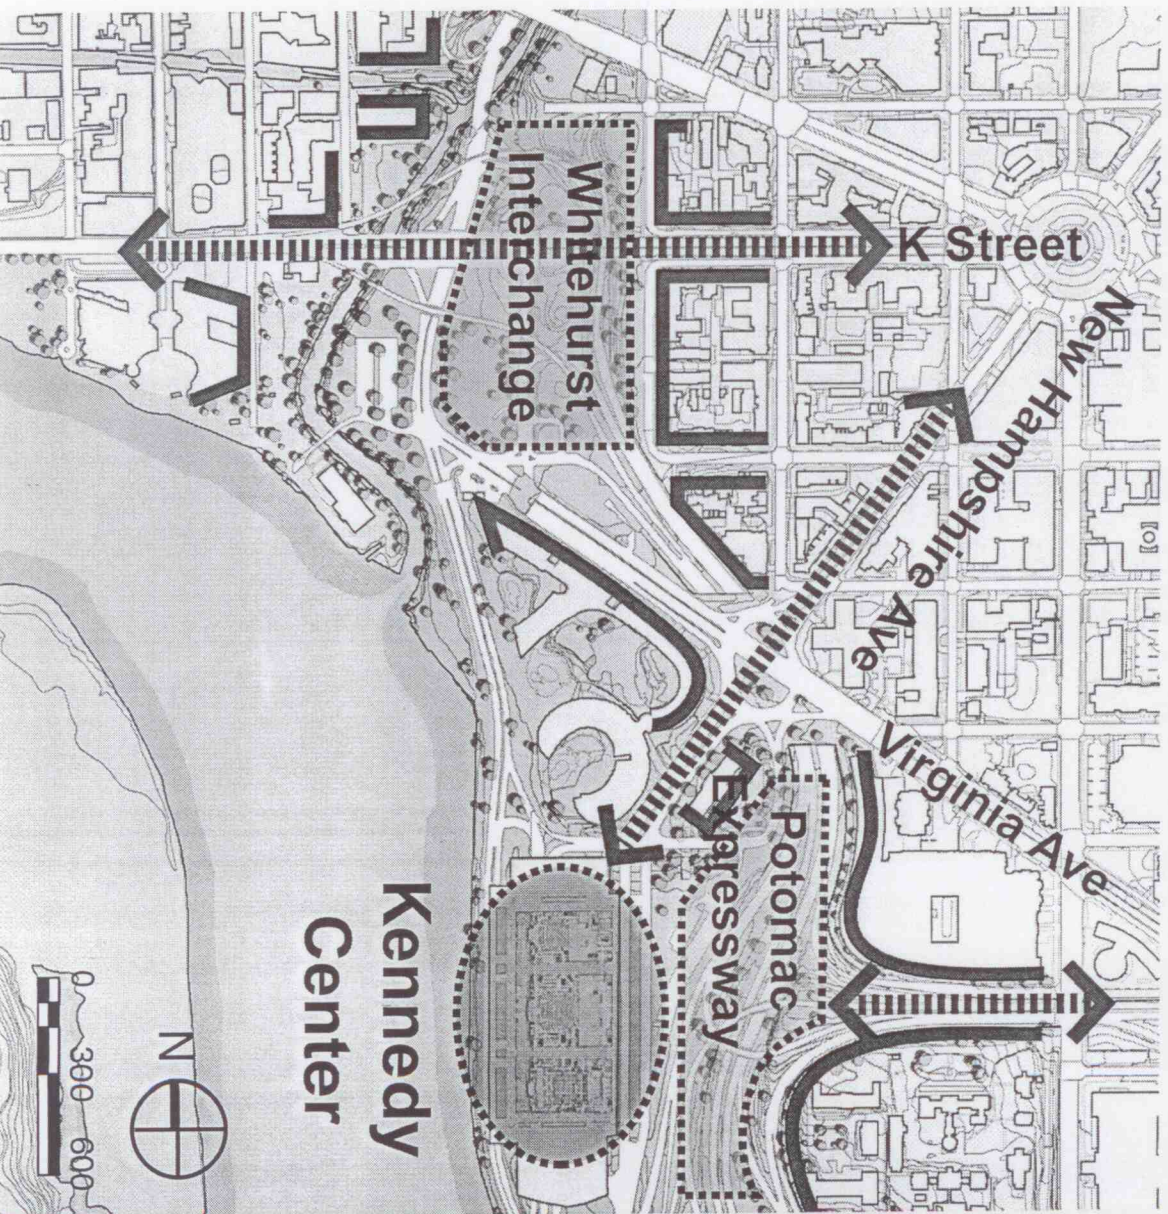 K Street
Whitehurst
Interchange
New Hampshire Ave
Virginia Ave
Potomac
Expressway
Kennedy
Center
N
0 300 600